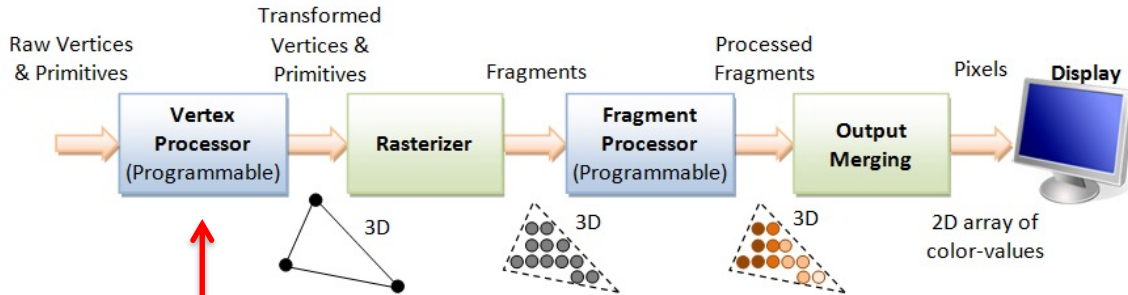 Raw Vertices
& Primitives
Transformed
Vertices &
Primitives
Fragments
Processed
Fragments
Pixels
Display
Vertex
Processor
(Programmable)
Rasterizer
Fragment
Processor
(Programmable)
Output
Merging
3D
3D
3D
2D array of
color-values